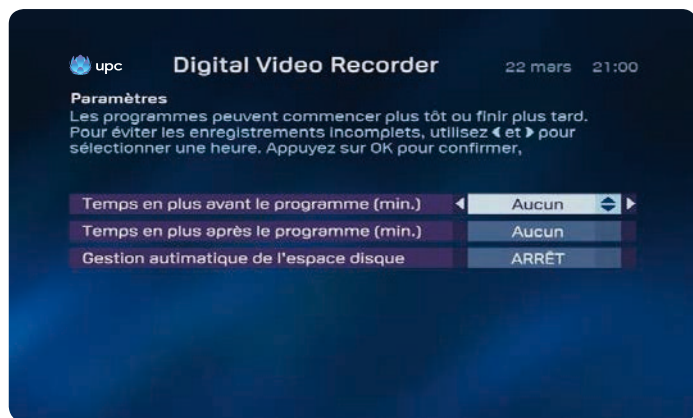 upc Digital Video Recorder 22 mars 21:00
Paramètres
Les programmes peuvent commencer plus tôt ou finir plus tard.
Pour éviter les enregistrements incomplets, utilisez ◀ et ▶ pour
sélectionner une heure. Appuyez sur OK pour confirmer,
Temps en plus avant le programme (min.) Aucun
Temps en plus après le programme (min.) Aucun
Gestion autimatique de l'espace disque ARRÊT